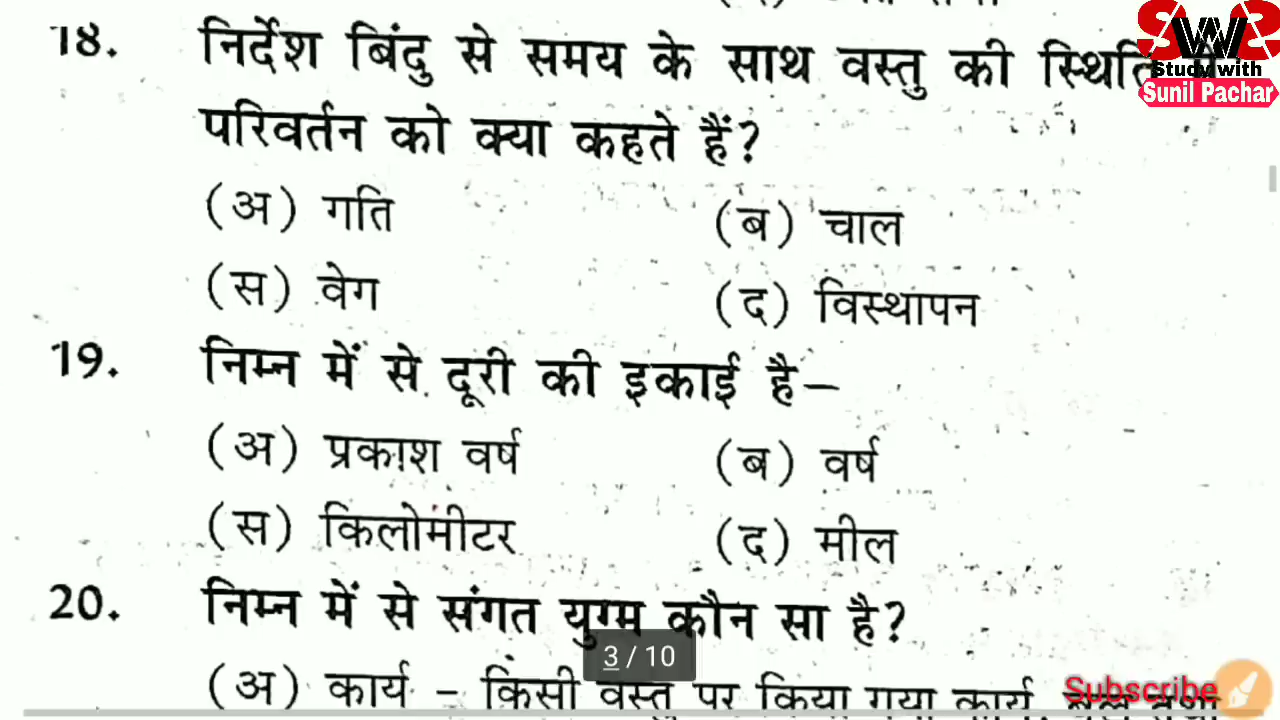 18. निर्देश बिंदु से समय के साथ वस्तु की स्थिति में
परिवर्तन को क्या कहते हैं?
(अ) गति (ब) चाल
(स) वेग (द) विस्थापन
19. निम्न में से दूरी की इकाई है–
(अ) प्रकाश वर्ष (ब) वर्ष
(स) किलोमीटर (द) मील
20. निम्न में से संगत युग्म कौन सा है?
(अ) कार्य – किसी वस्तु पर किया गया कार्य
SWS
Study with
Sunil Pachar
3 / 10
Subscribe